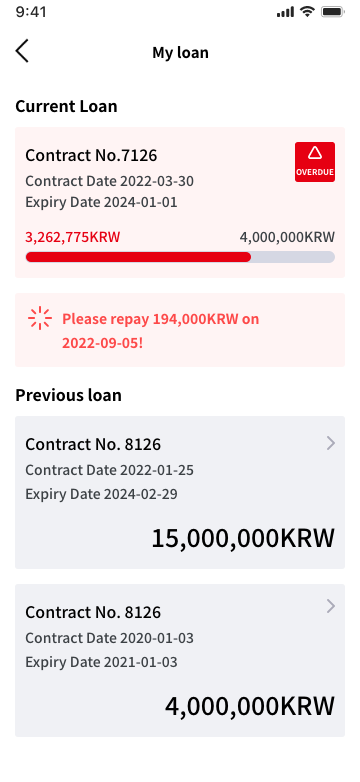 9:41
My loan
Current Loan
Contract No.7126
Contract Date 2022-03-30
OVERDUE
Expiry Date 2024-01-01
3,262,775KRW 4,000,000KRW
Please repay 194,000KRW on
2022-09-05!
Previous loan
Contract No. 8126
Contract Date 2022-01-25
Expiry Date 2024-02-29
15,000,000KRW
Contract No. 8126
Contract Date 2020-01-03
Expiry Date 2021-01-03
4,000,000KRW